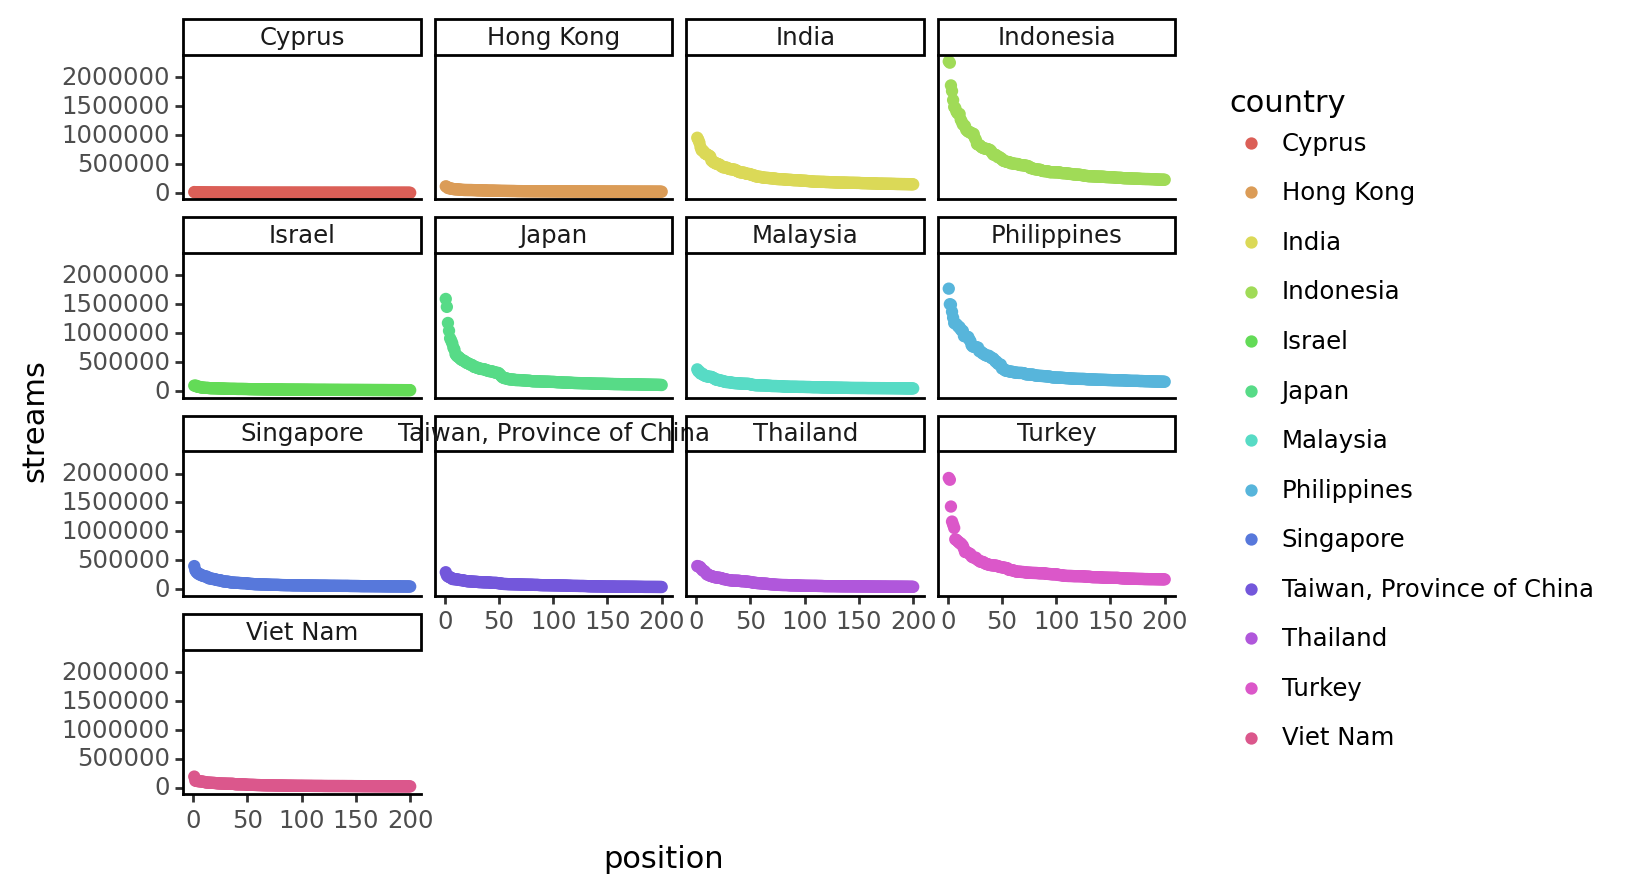 Cyprus
Hong Kong
India
Indonesia
2000000
1500000
1000000
500000
0
Israel
Japan
Malaysia
Philippines
2000000
1500000
1000000
500000
0
Singapore
Taiwan, Province of China
Thailand
Turkey
2000000
1500000
1000000
500000
0
0 50 100 150 200
0 50 100 150 200
0 50 100 150 200
Viet Nam
2000000
1500000
1000000
500000
0
0 50 100 150 200
position
streams
country
Cyprus
Hong Kong
India
Indonesia
Israel
Japan
Malaysia
Philippines
Singapore
Taiwan, Province of China
Thailand
Turkey
Viet Nam